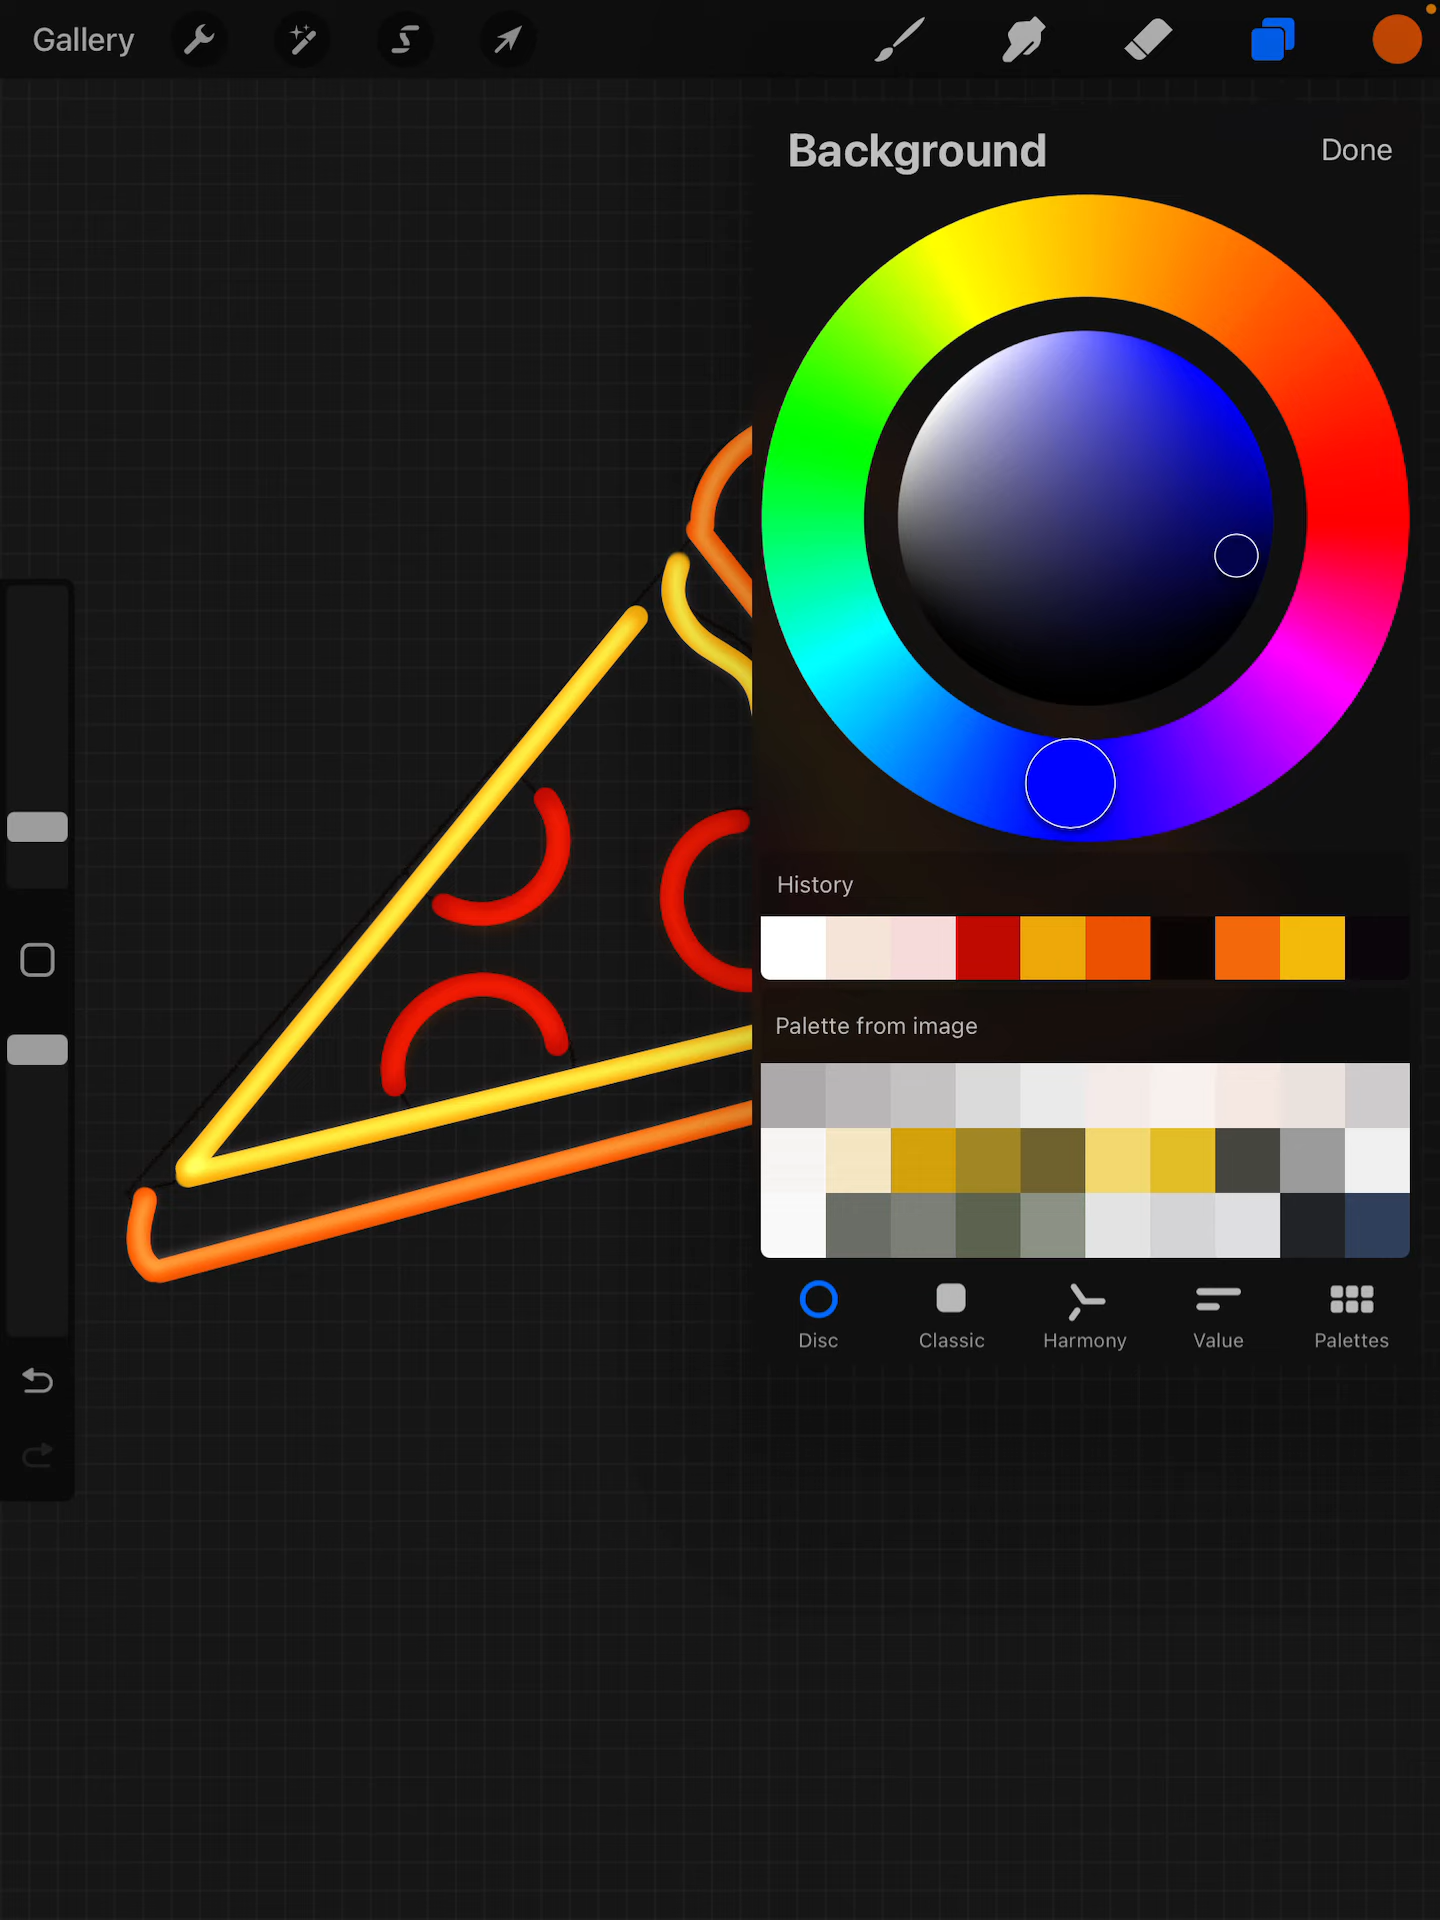 Gallery
Background
Done
History
Palette from image
Disc
Classic
Harmony
Value
Palettes